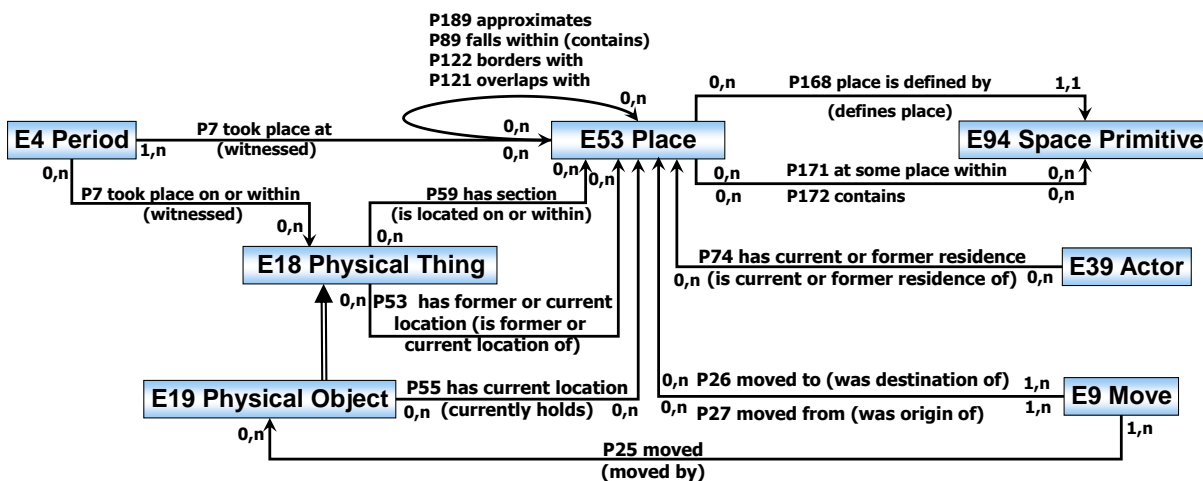 P189 approximates
P89 falls within (contains)
P122 borders with
P121 overlaps with
0,n
0,n P168 place is defined by 1,1
(defines place)
E4 Period
P7 took place at
(witnessed)
1,n
0,n
0,n
E53 Place
E94 Space Primitive
0,n
P7 took place on or within
(witnessed)
0,n
P59 has section
(is located on or within)
0,n
0,n
0,n
0,n P171 at some place within 0,n
0,n P172 contains 0,n
E18 Physical Thing
P74 has current or former residence
0,n (is current or former residence of) 0,n
E39 Actor
0,n
P53 has former or current
location (is former or
current location of)
E19 Physical Object
P55 has current location
0,n (currently holds) 0,n
0,n P26 moved to (was destination of) 1,n
0,n P27 moved from (was origin of) 1,n
E9 Move
0,n
1,n
P25 moved
(moved by)